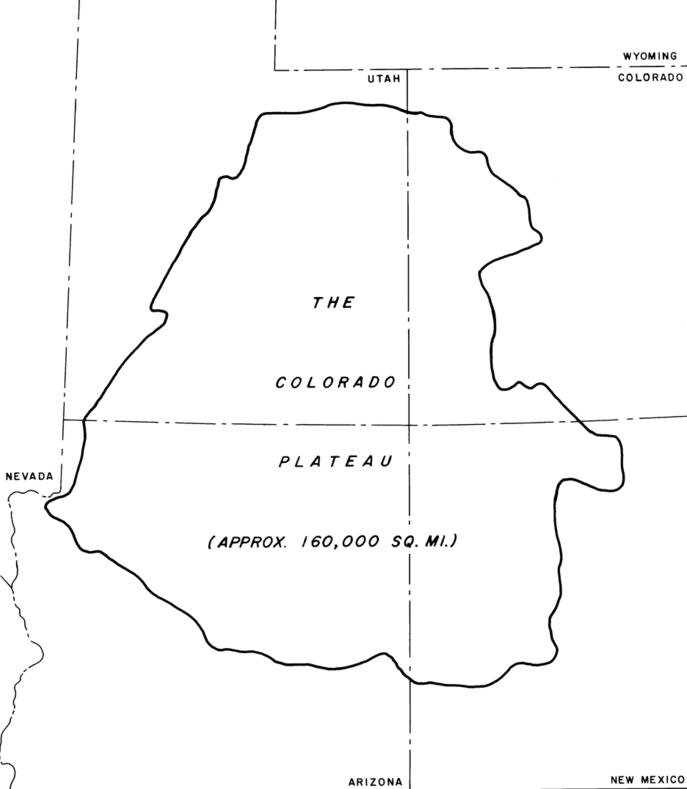 WYOMING
UTAH
COLORADO
THE
COLORADO
PLATEAU
NEVADA
(APPROX. 160,000 SQ. MI.)
ARIZONA
NEW MEXICO